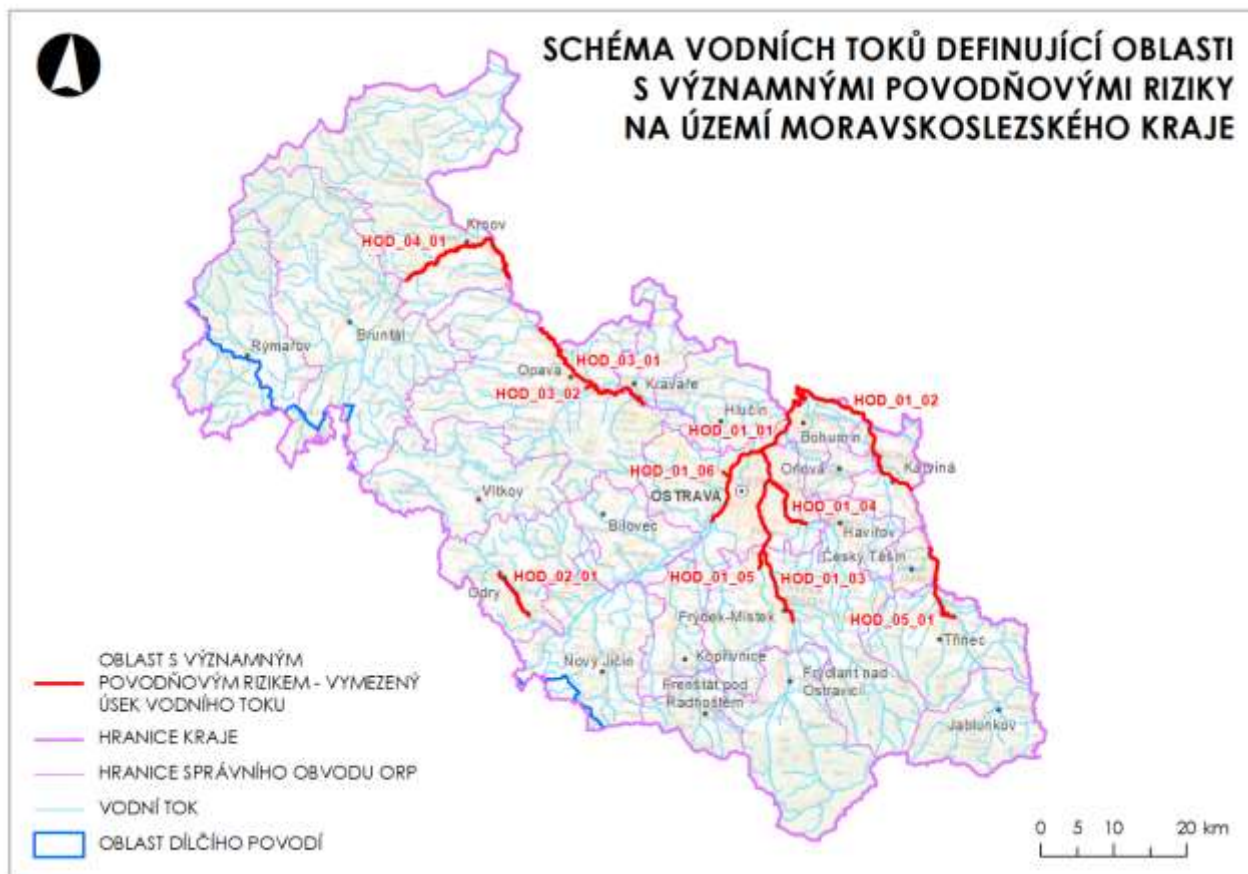 SCHÉMA VODNÍCH TOKŮ DEFINUJÍCÍ OBLASTI
S VÝZNAMNÝMI POVODŇOVÝMI RIZIKY
NA ÚZEMÍ MORAVSKOSLEZSKÉHO KRAJE
Krnov
HOD_04_01
Bruntál
Rýmařov
HOD_03_01
Opava
Kravaře
HOD_03_02
HOD_01_02
Hlučín
HOD_01_01
Bohumín
HOD_01_06
Orlová
Karviná
OSTRAVA
Vítkov
HOD_01_04
Bílovec
Havířov
Český Těšín
HOD_02_01
HOD_01_05
HOD_01_03
Odry
Frýdek-Místek
HOD_05_01
Třinec
Nový Jičín
Kopřivnice
Frenštát pod
Radhoštěm
Frýdlant nad
Ostravicí
Jablunkov
OBLAST S VÝZNAMNÝM
POVODŇOVÝM RIZIKEM - VYMEZENÝ
ÚSEK VODNÍHO TOKU
HRANICE KRAJE
HRANICE SPRÁVNÍHO OBVODU ORP
VODNÍ TOK
OBLAST DÍLČÍHO POVODÍ
0 5 10 20 km